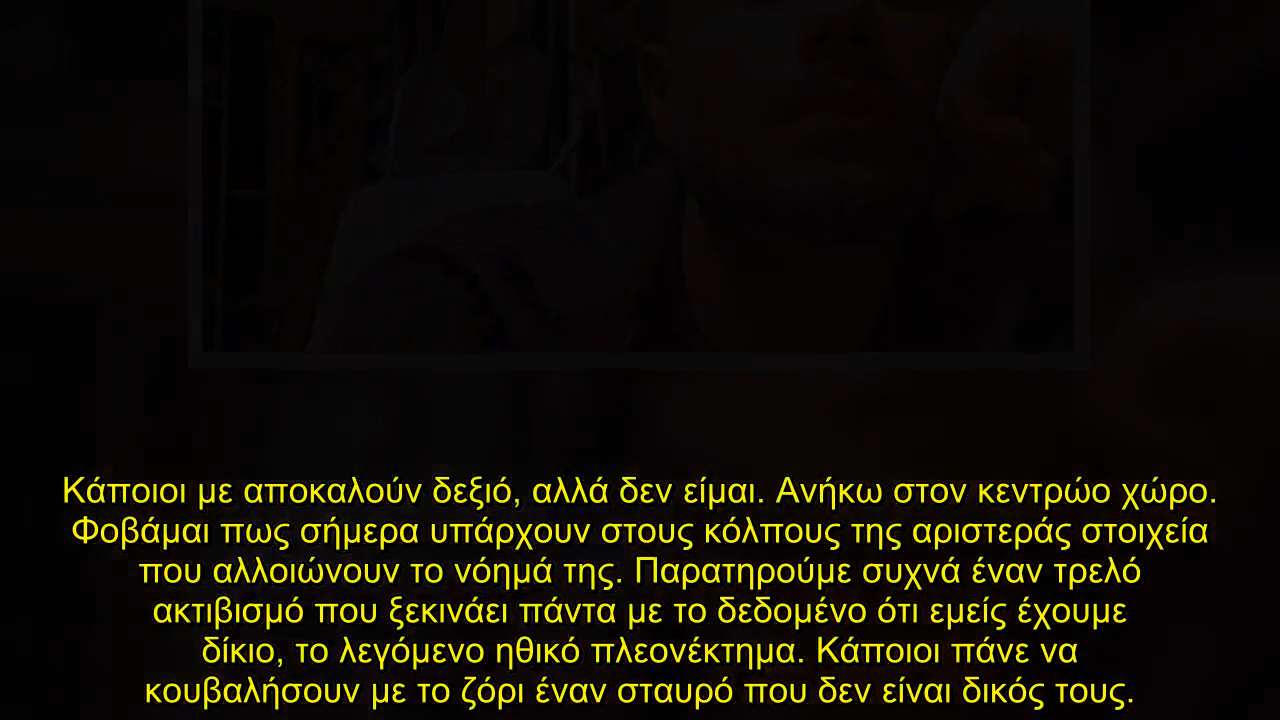 Κάποιοι με αποκαλούν δεξιό, αλλά δεν είμαι. Ανήκω στον κεντρώο χώρο.
Φοβάμαι πως σήμερα υπάρχουν στους κόλπους της αριστεράς στοιχεία
που αλλοιώνουν το νόημά της. Παρατηρούμε συχνά έναν τρελό
ακτιβισμό που ξεκινάει πάντα με το δεδομένο ότι εμείς έχουμε
δίκιο, το λεγόμενο ηθικό πλεονέκτημα. Κάποιοι πάνε να
κουβαλήσουν με το ζόρι έναν σταυρό που δεν είναι δικός τους.